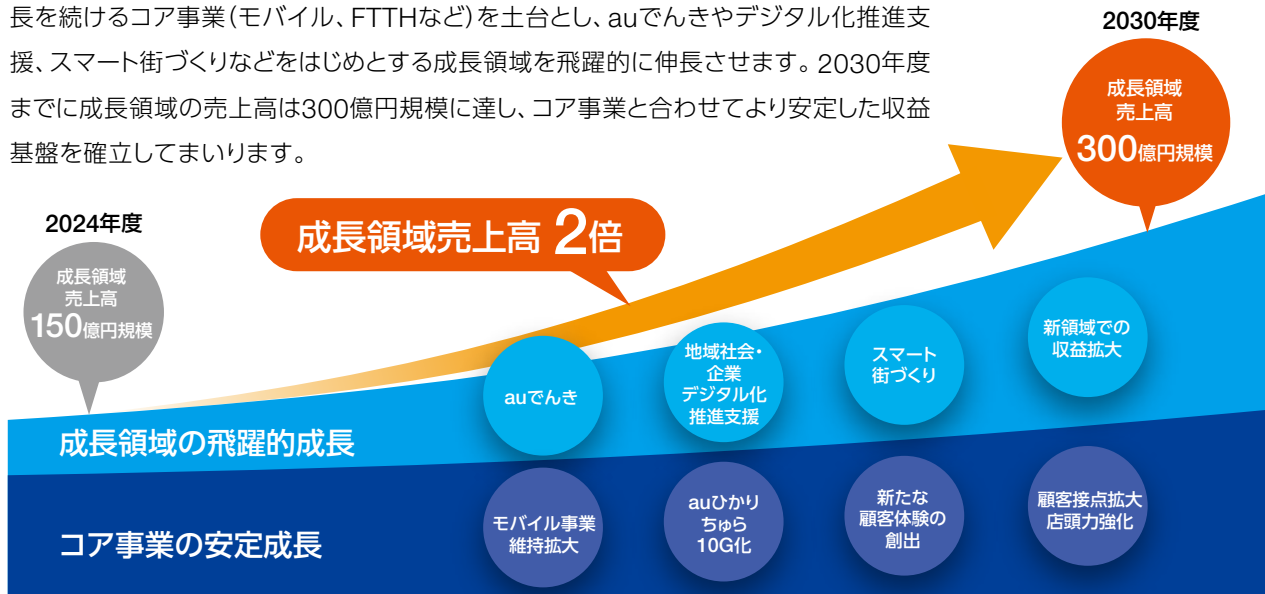 長を続けるコア事業（モバイル、FTTHなど）を土台とし、auでんきやデジタル化推進支
援、スマート街づくりなどをはじめとする成長領域を飛躍的に伸長させます。2030年度
までに成長領域の売上高は300億円規模に達し、コア事業と合わせてより安定した収益
基盤を確立してまいります。
2030年度
成長領域
売上高
300億円規模
2024年度
成長領域
売上高
150億円規模
成長領域売上高 2倍
auでんき
地域社会・
企業
デジタル化
推進支援
スマート
街づくり
新領域での
収益拡大
成長領域の飛躍的成長
モバイル事業
維持拡大
auひかり
ちゅら
10G化
新たな
顧客体験の
創出
顧客接点拡大
店頭力強化
コア事業の安定成長